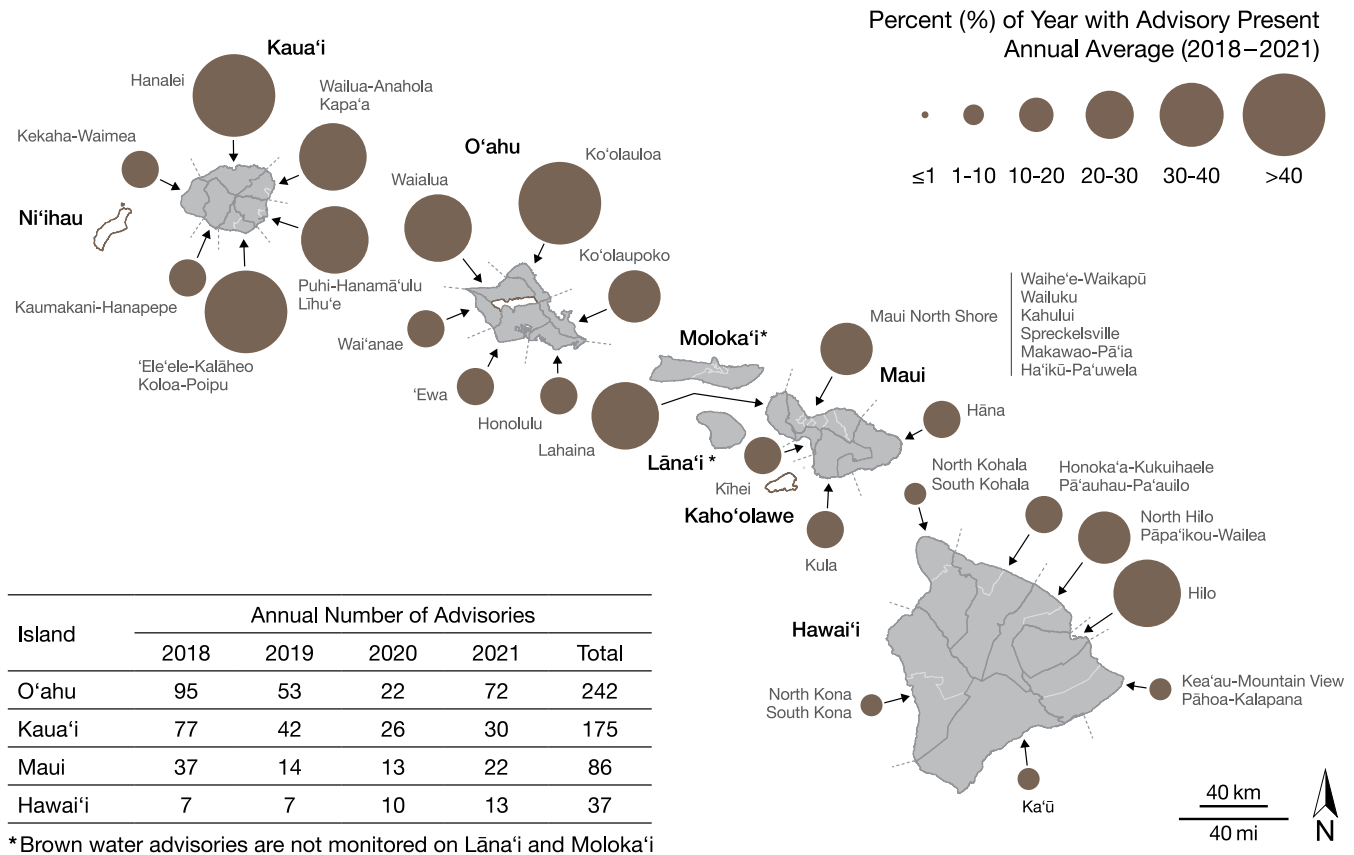 Percent (%) of Year with Advisory Present
Annual Average (2018–2021)
≤1 1-10 10-20 20-30 30-40 >40
Kauaʻi
Hanalei
Wailua-Anahola
Kapaʻa
Kekaha-Waimea
Niʻihau
Kaumakani-Hanapepe
Puhi-Hanamāʻulu
Līhuʻe
ʻEleʻele-Kalāheo
Koloa-Poipu
Oʻahu
Koʻolauloa
Waialua
Koʻolaupoko
Waiʻanae
ʻEwa
Honolulu
Molokaʻi*
Lahaina
Lānaʻi *
Maui North Shore
Waiheʻe-Waikapū
Wailuku
Kahului
Spreckelsville
Makawao-Pāʻia
Haʻikū-Paʻuwela
Maui
Hāna
Kīhei
Kahoʻolawe
Kula
North Kohala
South Kohala
Honokaʻa-Kukuihaele
Pāʻauhau-Paʻauilo
North Hilo
Pāpaʻikou-Wailea
Hilo
Hawaiʻi
North Kona
South Kona
Keaʻau-Mountain View
Pāhoa-Kalapana
Kaʻū
40 km
40 mi
N
Island Annual Number of Advisories
2018 2019 2020 2021 Total
Oʻahu 95 53 22 72 242
Kauaʻi 77 42 26 30 175
Maui 37 14 13 22 86
Hawaiʻi 7 7 10 13 37
*Brown water advisories are not monitored on Lānaʻi and Molokaʻi